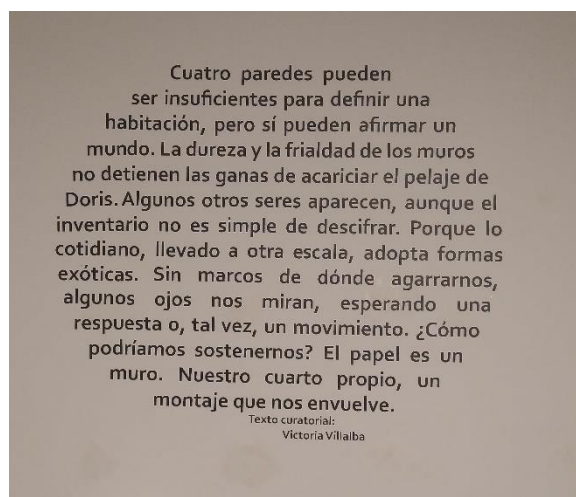 Cuatro paredes pueden
ser insuficientes para definir una
habitación, pero sí pueden afirmar un
mundo. La dureza y la frialdad de los muros
no detienen las ganas de acariciar el pelaje de
Doris. Algunos otros seres aparecen, aunque el
inventario no es simple de descifrar. Porque lo
cotidiano, llevado a otra escala, adopta formas
exóticas. Sin marcos de dónde agarrarnos,
algunos ojos nos miran, esperando una
respuesta o, tal vez, un movimiento. ¿Cómo
podríamos sostenernos? El papel es un
muro. Nuestro cuarto propio, un
montaje que nos envuelve.
Texto curatorial:
Victoria Villalba